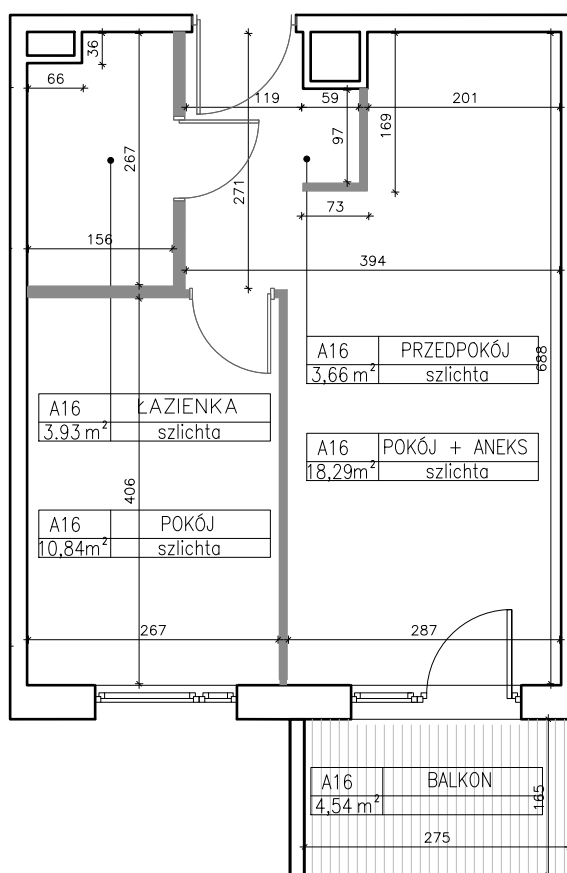 36
66
119
59
201
97
169
267
271
73
156
394
A16 PRZEDPOKÓJ
3,66 m² szlichta
688
A16 ŁAZIENKA
3.93 m² szlichta
A16 POKÓJ + ANEKS
18,29m² szlichta
406
A16 POKÓJ
10,84m² szlichta
267
287
A16 BALKON
4,54 m²
165
275